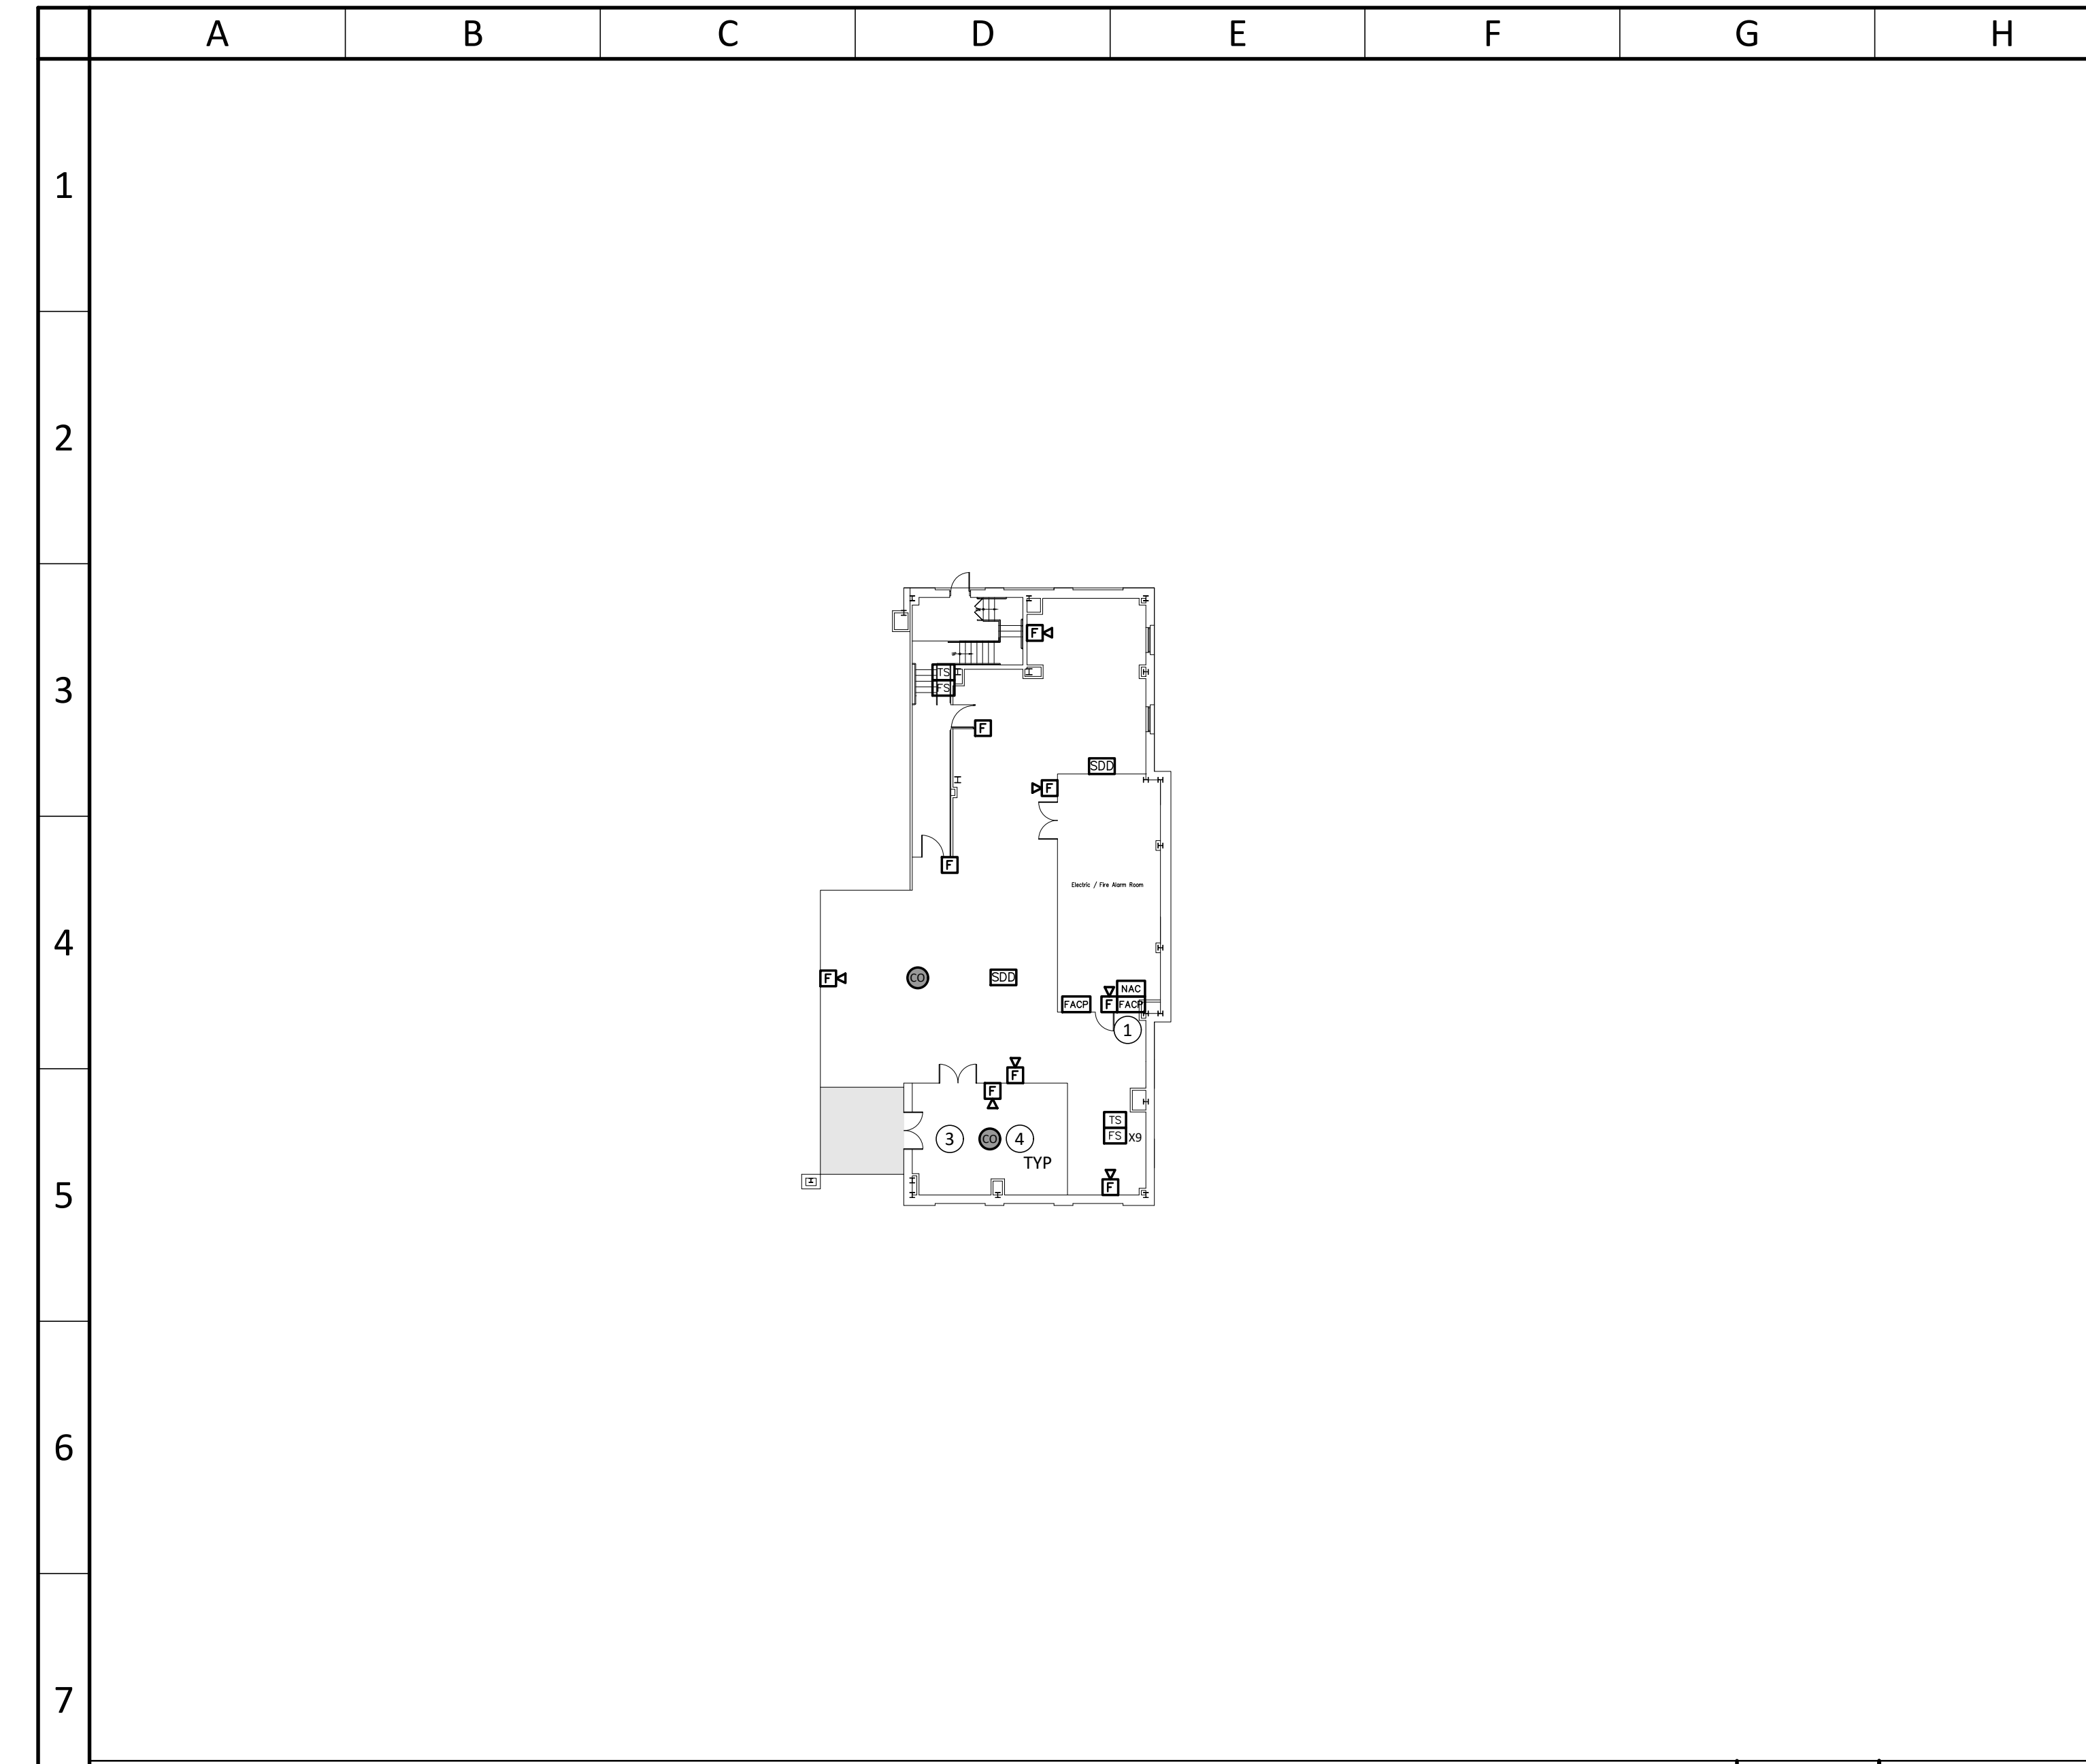 A B C D E F G H
1
2
3
4
5
6
7
F
TS
FS
F
SDD
F
F
Electric / Fire Alarm Room
F CO SDD
NAC
FACP F FACP
1
F
F
TS
3 CO 4 FS X9
TYP
F